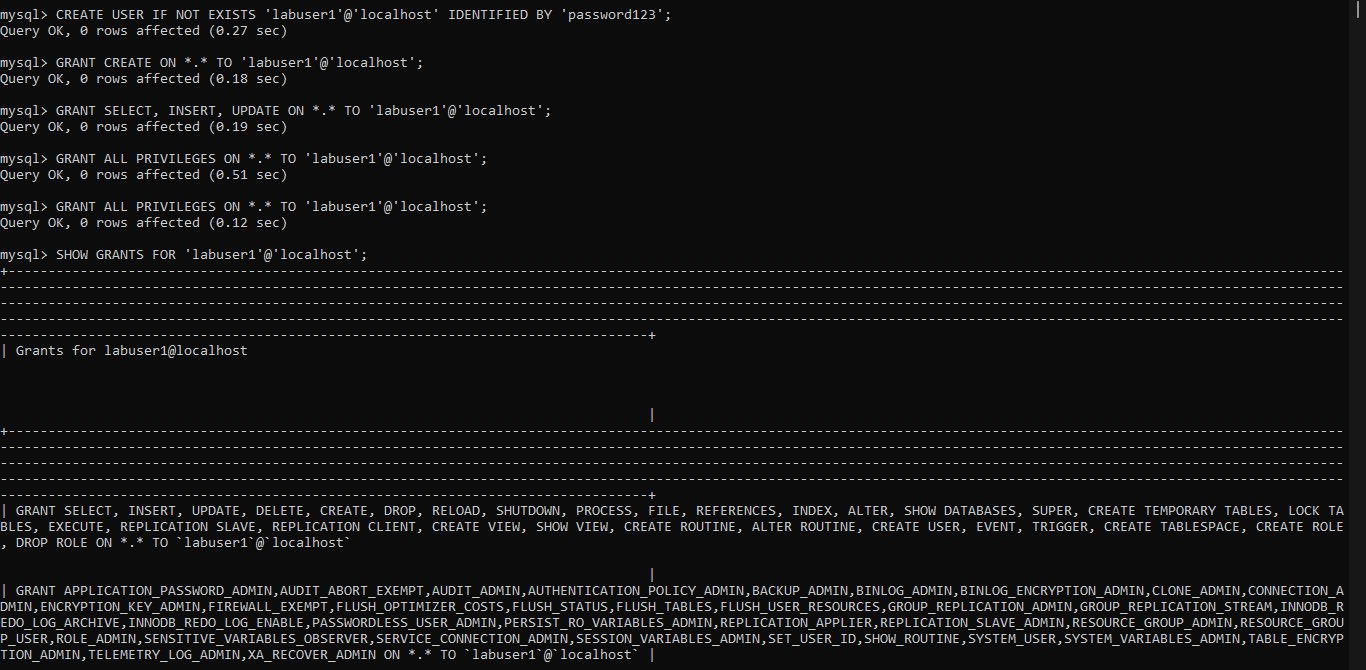 mysql> CREATE USER IF NOT EXISTS 'labuser1'@'localhost' IDENTIFIED BY 'password123';
Query OK, 0 rows affected (0.27 sec)
mysql> GRANT CREATE ON *.* TO 'labuser1'@'localhost';
Query OK, 0 rows affected (0.18 sec)
mysql> GRANT SELECT, INSERT, UPDATE ON *.* TO 'labuser1'@'localhost';
Query OK, 0 rows affected (0.19 sec)
mysql> GRANT ALL PRIVILEGES ON *.* TO 'labuser1'@'localhost';
Query OK, 0 rows affected (0.51 sec)
mysql> GRANT ALL PRIVILEGES ON *.* TO 'labuser1'@'localhost';
Query OK, 0 rows affected (0.12 sec)
mysql> SHOW GRANTS FOR 'labuser1'@'localhost';
| Grants for labuser1@localhost
|
| GRANT SELECT, INSERT, UPDATE, DELETE, CREATE, DROP, RELOAD, SHUTDOWN, PROCESS, FILE, REFERENCES, INDEX, ALTER, SHOW DATABASES, SUPER, CREATE TEMPORARY TABLES, LOCK TA
BLES, EXECUTE, REPLICATION SLAVE, REPLICATION CLIENT, CREATE VIEW, SHOW VIEW, CREATE ROUTINE, ALTER ROUTINE, CREATE USER, EVENT, TRIGGER, CREATE TABLESPACE, CREATE ROLE
, DROP ROLE ON *.* TO `labuser1`@`localhost`
|
| GRANT APPLICATION_PASSWORD_ADMIN,AUDIT_ABORT_EXEMPT,AUDIT_ADMIN,AUTHENTICATION_POLICY_ADMIN,BACKUP_ADMIN,BINLOG_ADMIN,BINLOG_ENCRYPTION_ADMIN,CLONE_ADMIN,CONNECTION_A
DMIN,ENCRYPTION_KEY_ADMIN,FIREWALL_EXEMPT,FLUSH_OPTIMIZER_COSTS,FLUSH_STATUS,FLUSH_TABLES,FLUSH_USER_RESOURCES,GROUP_REPLICATION_ADMIN,GROUP_REPLICATION_STREAM,INNODB_R
EDO_LOG_ARCHIVE,INNODB_REDO_LOG_ENABLE,PASSWORDLESS_USER_ADMIN,PERSIST_RO_VARIABLES_ADMIN,REPLICATION_APPLIER,REPLICATION_SLAVE_ADMIN,RESOURCE_GROUP_ADMIN,RESOURCE_GROU
P_USER,ROLE_ADMIN,SENSITIVE_VARIABLES_OBSERVER,SERVICE_CONNECTION_ADMIN,SESSION_VARIABLES_ADMIN,SET_USER_ID,SHOW_ROUTINE,SYSTEM_USER,SYSTEM_VARIABLES_ADMIN,TABLE_ENCRYP
TION_ADMIN,TELEMETRY_LOG_ADMIN,XA_RECOVER_ADMIN ON *.* TO `labuser1`@`localhost` |